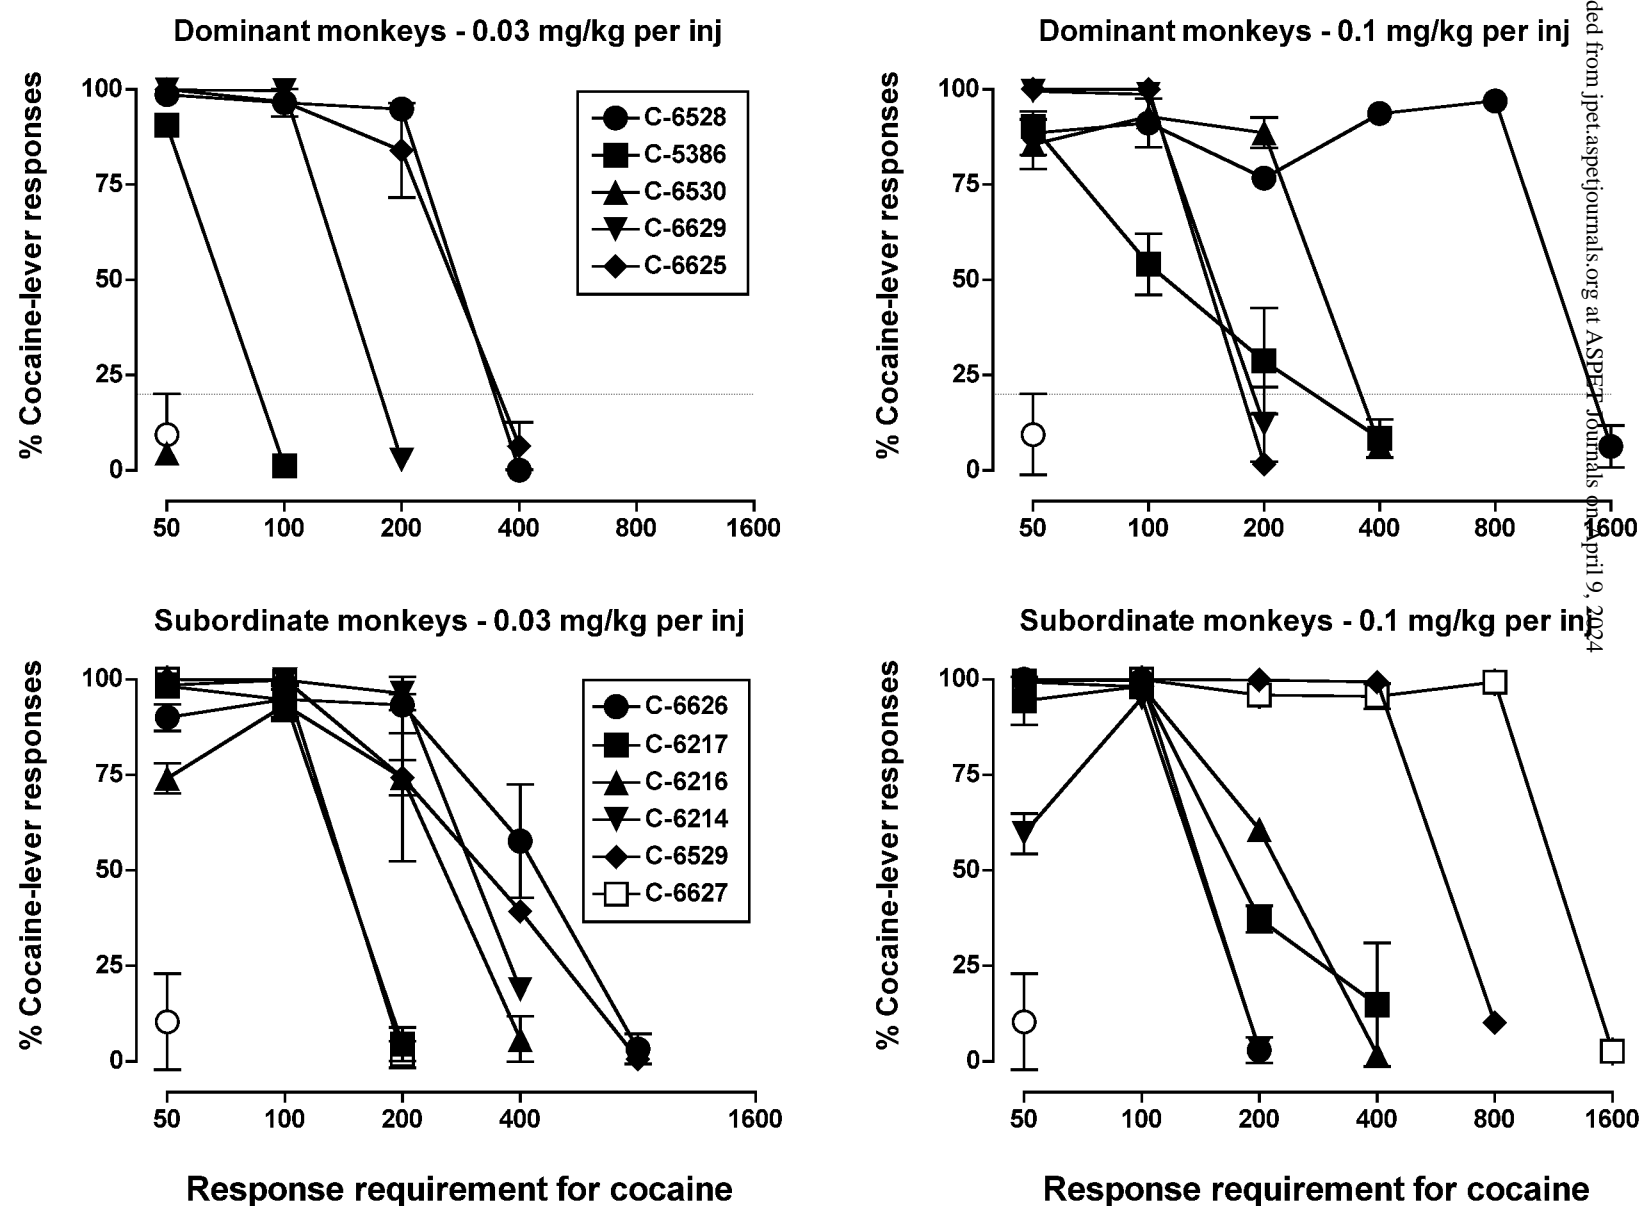 Dominant monkeys - 0.03 mg/kg per inj
% Cocaine-lever responses
100
75
50
25
0
50 100 200 400 800 1600
C-6528
C-5386
C-6530
C-6629
C-6625
Dominant monkeys - 0.1 mg/kg per inj
% Cocaine-lever responses
100
75
50
25
0
50 100 200 400 800 1600
ded from jpet.aspetjournals.org at ASPET Journals on April 9, 2024
Subordinate monkeys - 0.03 mg/kg per inj
% Cocaine-lever responses
100
75
50
25
0
50 100 200 400 1600
C-6626
C-6217
C-6216
C-6214
C-6529
C-6627
Response requirement for cocaine
Subordinate monkeys - 0.1 mg/kg per inj
% Cocaine-lever responses
100
75
50
25
0
50 100 200 400 800 1600
Response requirement for cocaine